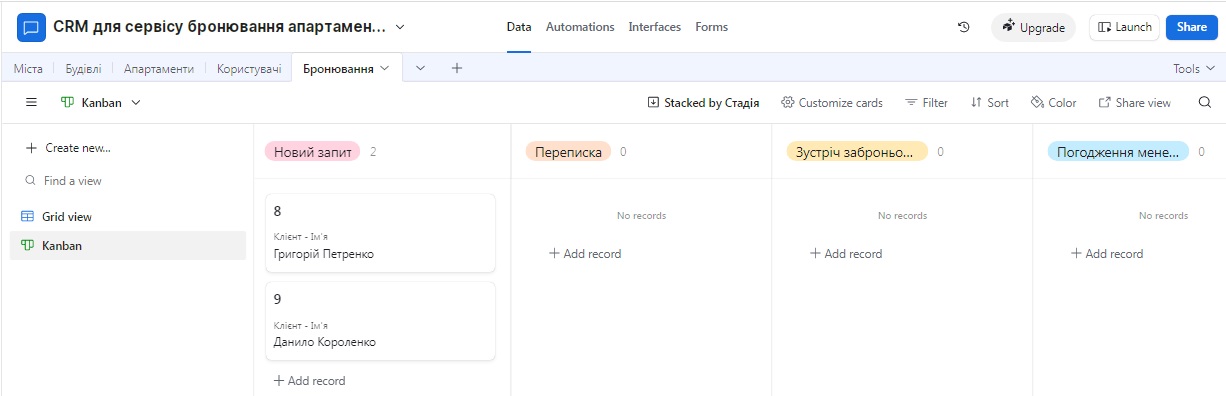 CRM для сервісу бронювання апартамен...
Data Automations Interfaces Forms
Upgrade
Launch
Share
Міста Будівлі Апартаменти Користувачі Бронювання
Tools
Kanban
Stacked by Стадія
Customize cards
Filter
Sort
Color
Share view
Create new...
Find a view
Grid view
Kanban
Новий запит 2
8
Клієнт - Ім'я
Григорій Петренко
9
Клієнт - Ім'я
Данило Короленко
Add record
Переписка 0
No records
Add record
Зустріч заброньо... 0
No records
Add record
Погодження мене... 0
No records
Add record